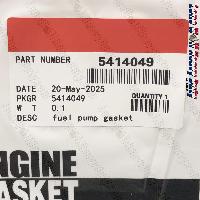 PART NUMBER 5414049
DATE 20-May-2025
PKGR 5414049 QUANTITY 1
W T 0.1
DESC fuel pump gasket
ENGINE
GASKET